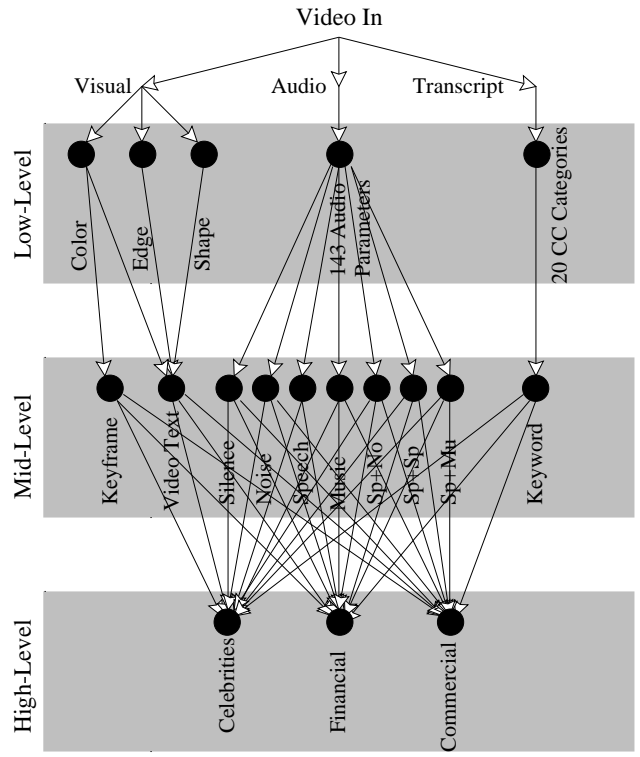 Video In
Visual
Audio
Transcript
Low-Level
Color
Edge
Shape
143 Audio
Parameters
20 CC Categories
Mid-Level
Keyframe
Video Text
Silence
Noise
Speech
Music
Sp+No
Sp+Sp
Sp+Mu
Keyword
High-Level
Celebrities
Financial
Commercial